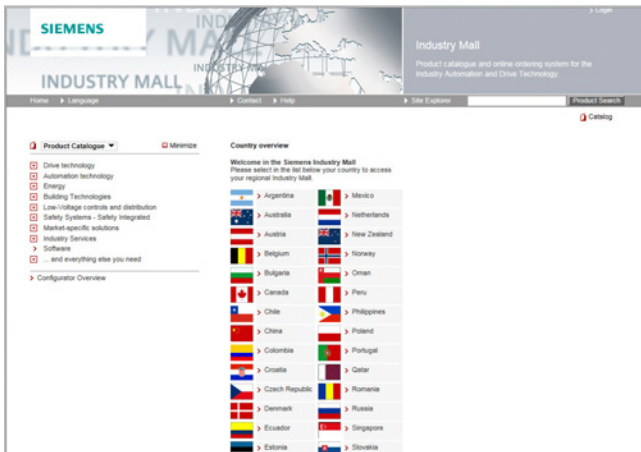 > Login
SIEMENS
INDUSTRY MALL
Industry Mall
Product catalogue and online ordering system for the
Industry Automation and Drive Technology
Home > Language > Contact > Help > Site Explorer Product Search
Catalog
Product Catalogue Minimize
Drive technology
Automation technology
Energy
Building Technologies
Low-Voltage controls and distribution
Safety Systems - Safety Integrated
Market-specific solutions
Industry Services
> Software
... and everything else you need
> Configurator Overview
Country overview
Welcome in the Siemens Industry Mall
Please select in the list below your country to access
your regional Industry Mall.
> Argentina > Mexico
> Australia > Netherlands
> Austria > New Zealand
> Belgium > Norway
> Bulgaria > Oman
> Canada > Peru
> Chile > Philippines
> China > Poland
> Colombia > Portugal
> Croatia > Qatar
> Czech Republic > Romania
> Denmark > Russia
> Ecuador > Singapore
> Estonia > Slovakia